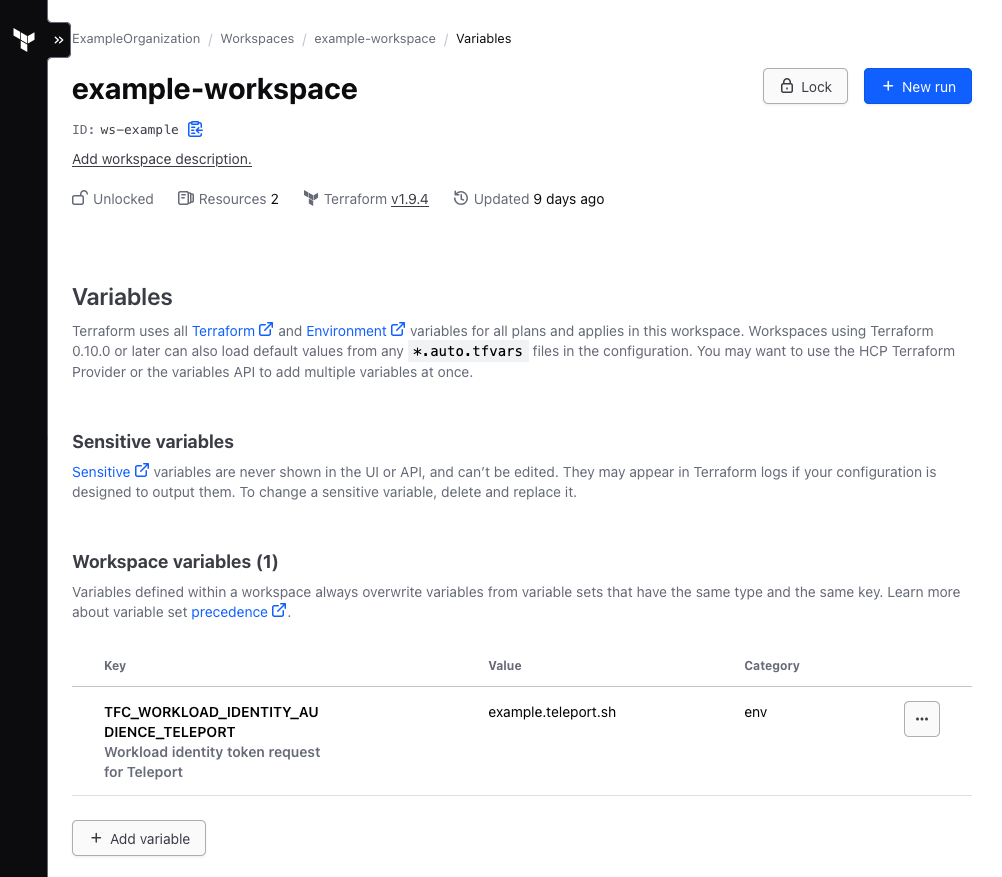 ExampleOrganization / Workspaces / example-workspace / Variables
example-workspace
Lock
+ New run
ID: ws-example
Add workspace description.
Unlocked Resources 2 Terraform v1.9.4 Updated 9 days ago
Variables
Terraform uses all Terraform and Environment variables for all plans and applies in this workspace. Workspaces using Terraform
0.10.0 or later can also load default values from any *.auto.tfvars files in the configuration. You may want to use the HCP Terraform
Provider or the variables API to add multiple variables at once.
Sensitive variables
Sensitive variables are never shown in the UI or API, and can’t be edited. They may appear in Terraform logs if your configuration is
designed to output them. To change a sensitive variable, delete and replace it.
Workspace variables (1)
Variables defined within a workspace always overwrite variables from variable sets that have the same type and the same key. Learn more
about variable set precedence .
Key Value Category
TFC_WORKLOAD_IDENTITY_AU example.teleport.sh env
DIENCE_TELEPORT
Workload identity token request
for Teleport
+ Add variable